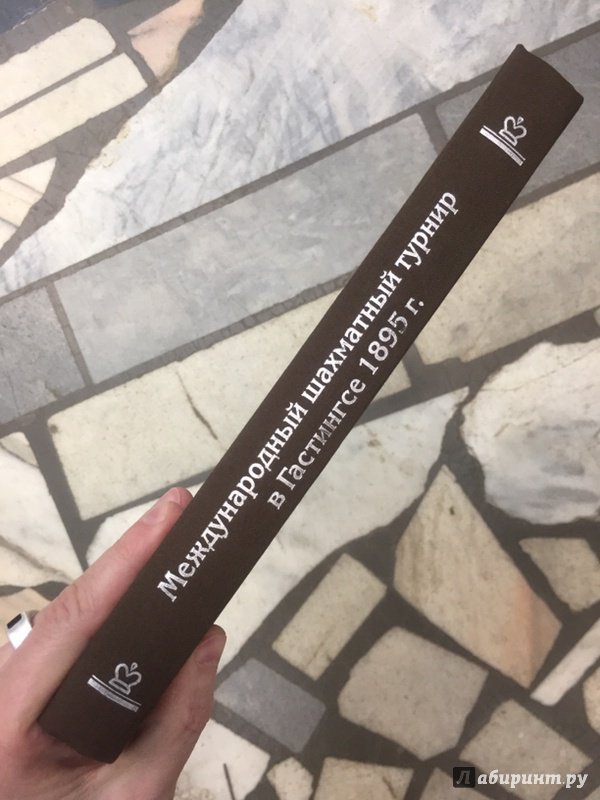 Международный шахматный турнир
в Гастингсе 1895 г.
Лабиринт.ру